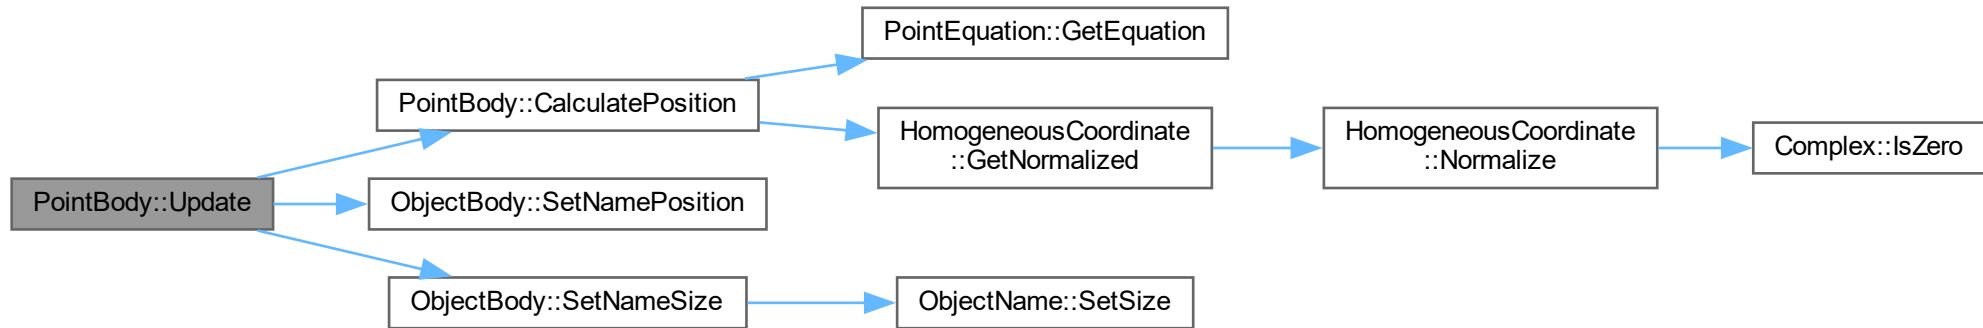 PointEquation::GetEquation
PointBody::CalculatePosition
HomogeneousCoordinate
::GetNormalized
HomogeneousCoordinate
::Normalize
Complex::IsZero
PointBody::Update
ObjectBody::SetNamePosition
ObjectBody::SetNameSize
ObjectName::SetSize